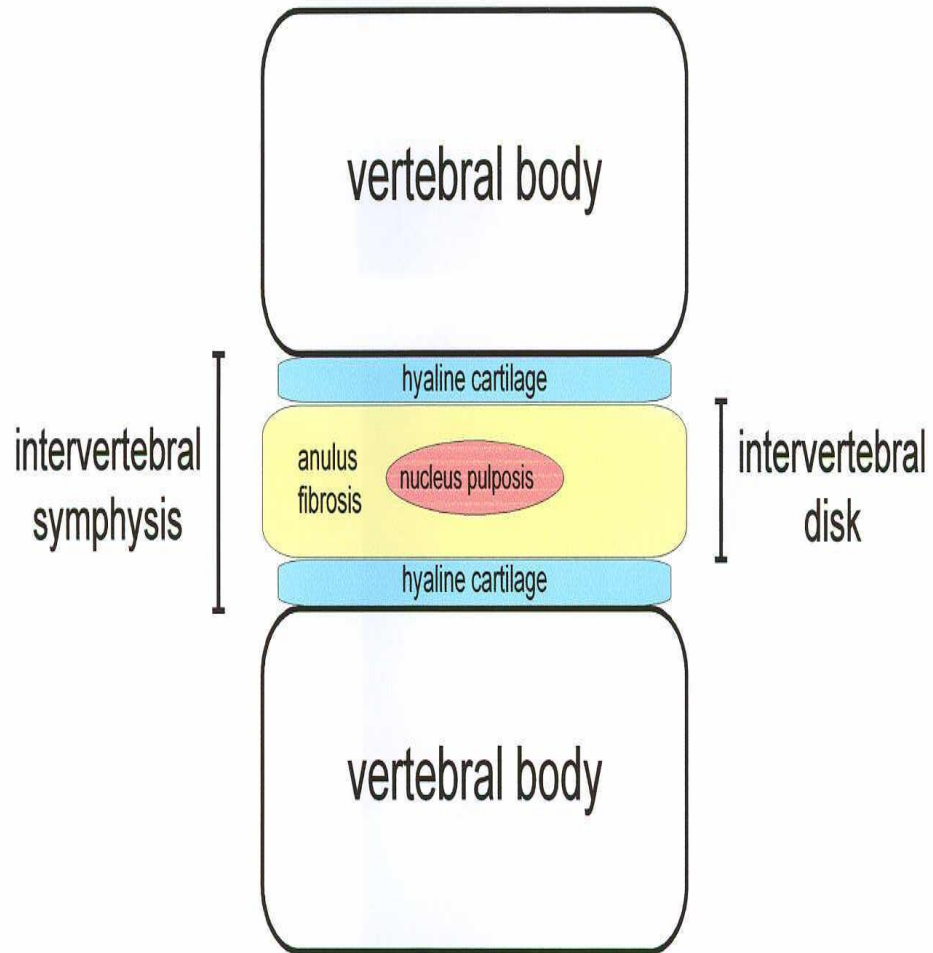 vertebral body
hyaline cartilage
intervertebral
symphysis
anulus
fibrosis
nucleus pulposis
intervertebral
disk
hyaline cartilage
vertebral body